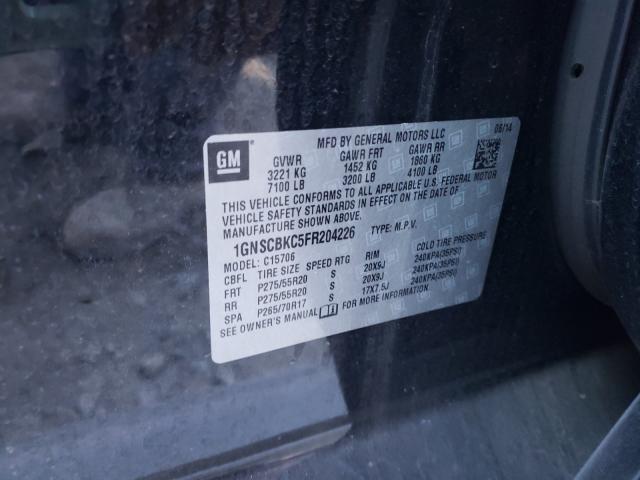 GM
MFD BY GENERAL MOTORS LLC 06/14
GVWR GAWR FRT GAWR RR
3221 KG 1452 KG 1860 KG
7100 LB 3200 LB 4100 LB
THIS VEHICLE CONFORMS TO ALL APPLICABLE U.S. FEDERAL MOTOR
VEHICLE SAFETY STANDARDS IN EFFECT ON THE DATE OF
MANUFACTURE SHOWN ABOVE.
1GNSCBKC5FR204226 TYPE: M.P.V.
MODEL: C15706
CBFL TIRE SIZE SPEED RTG RIM COLD TIRE PRESSURE
FRT P275/55R20 S 20X9J 240KPA(35PSI)
RR P275/55R20 S 20X9J 240KPA(35PSI)
SPA P265/70R17 S 17X7.5J 240KPA(35PSI)
SEE OWNER'S MANUAL FOR MORE INFORMATION.